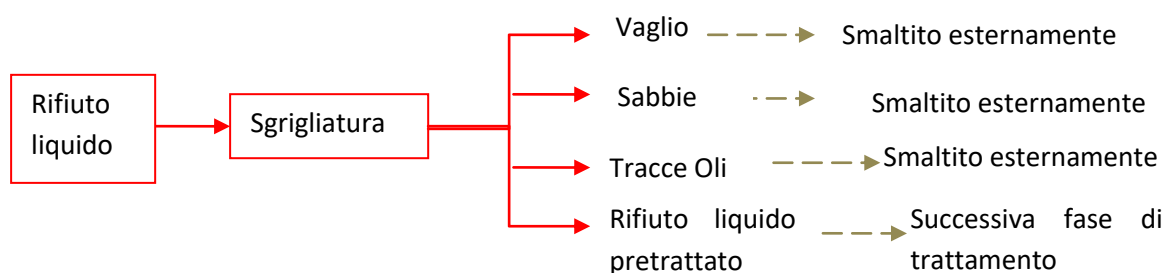 Rifiuto
liquido
Sgrigliatura
Vaglio
Smaltito esternamente
Sabbie
Smaltito esternamente
Tracce Oli
Smaltito esternamente
Rifiuto liquido
pretrattato
Successiva fase di
trattamento